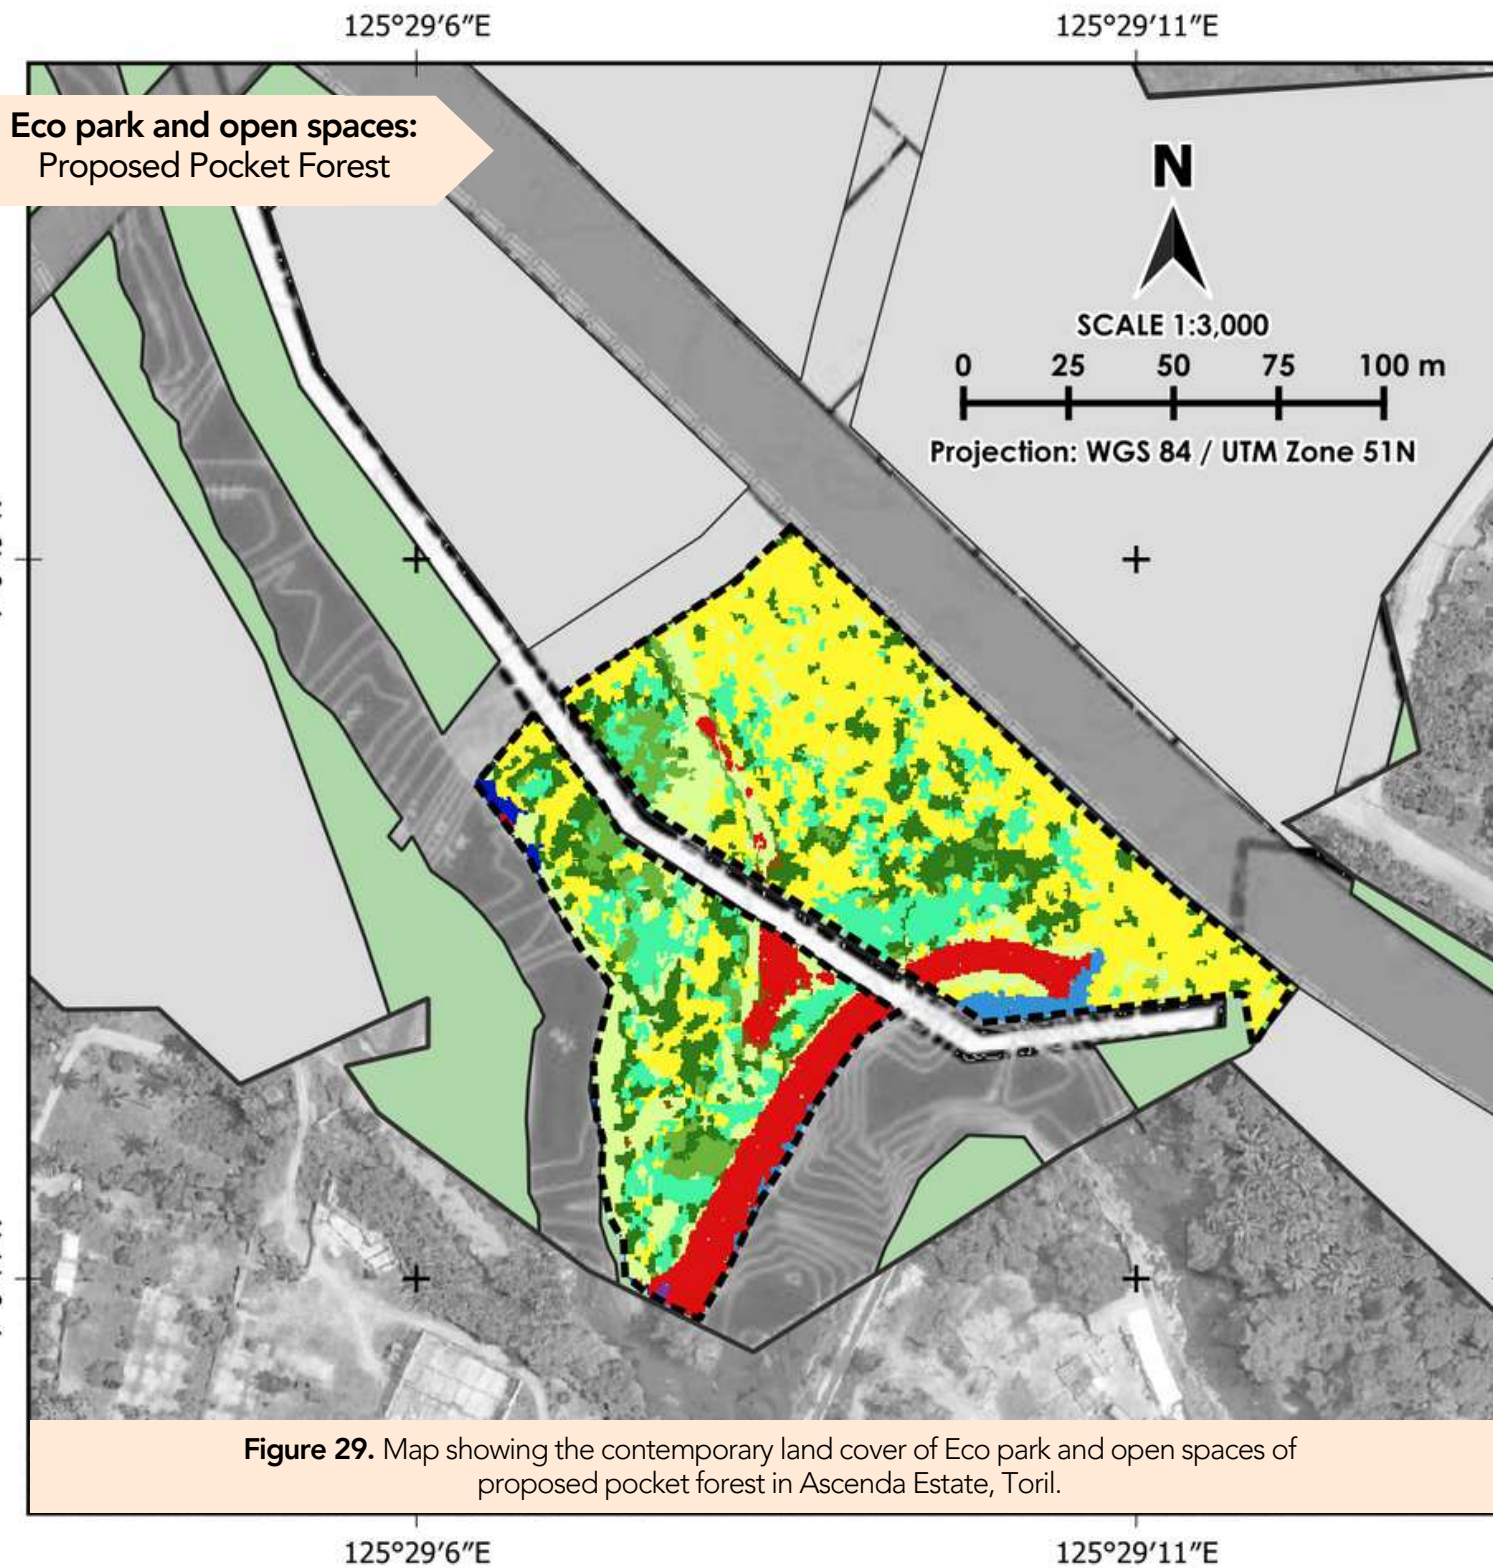 125°29′6″E
125°29′11″E
Eco park and open spaces:
Proposed Pocket Forest
N
SCALE 1:3,000
0 25 50 75 100 m
Projection: WGS 84 / UTM Zone 51N
Figure 29. Map showing the contemporary land cover of Eco park and open spaces of
proposed pocket forest in Ascenda Estate, Toril.
125°29′6″E
125°29′11″E